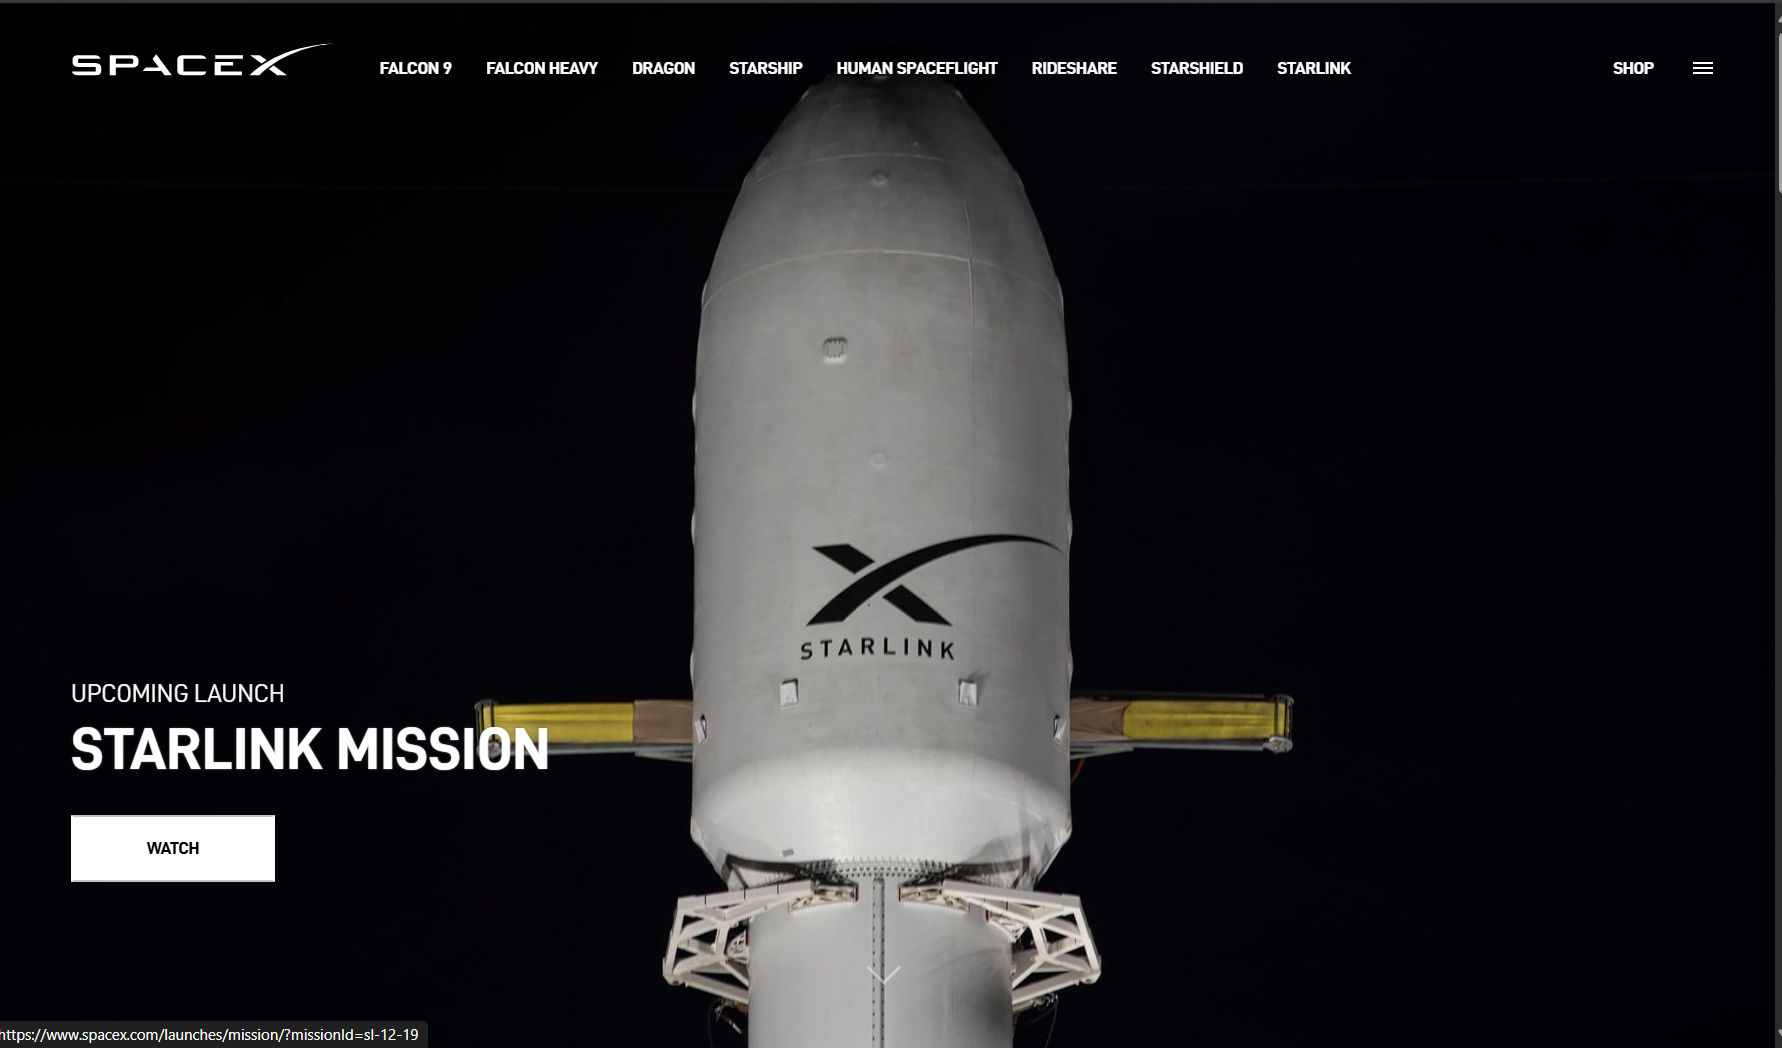 SPACEX FALCON 9 FALCON HEAVY DRAGON STARSHIP HUMAN SPACEFLIGHT RIDESHARE STARSHIELD STARLINK SHOP
STARLINK
UPCOMING LAUNCH
STARLINK MISSION
WATCH
https://www.spacex.com/launches/mission/?missionId=sl-12-19